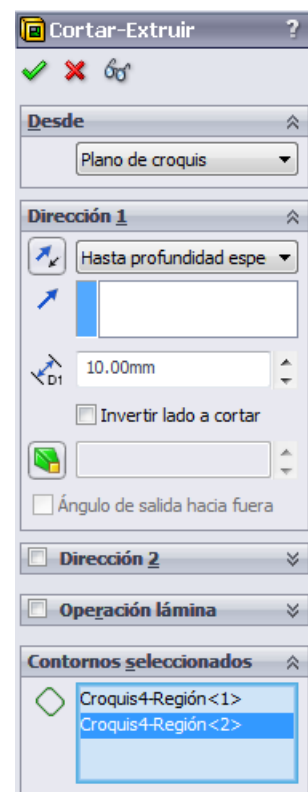 Cortar-Extruir ?
Desde
Plano de croquis
Dirección 1
Hasta profundidad espe
D1 10.00mm
Invertir lado a cortar
Ángulo de salida hacia fuera
Dirección 2
Operación lámina
Contornos seleccionados
Croquis4-Región<1>
Croquis4-Región<2>